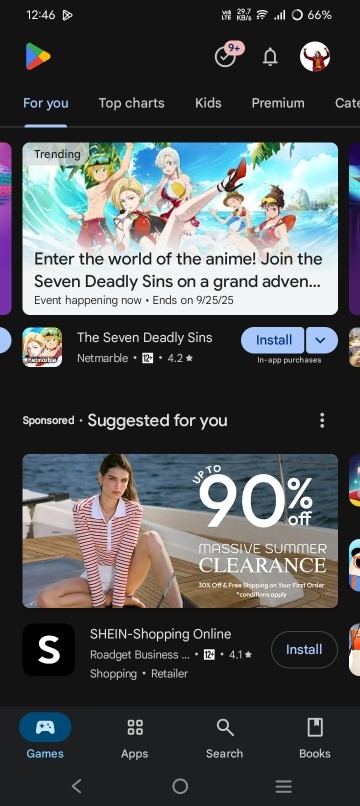 12:46
Vo) LTE
29.7 KB/s
66%
9+
For you
Top charts
Kids
Premium
Cate
Trending
Enter the world of the anime! Join the
Seven Deadly Sins on a grand adven...
Event happening now • Ends on 9/25/25
netmarble
The Seven Deadly Sins
Netmarble • 12+ • 4.2★
Install
In-app purchases
Sponsored • Suggested for you
UP TO
90% off
MASSIVE SUMMER
CLEARANCE
30% Off & Free Shipping on Your First Order
*conditions apply
S
SHEIN-Shopping Online
Roadget Business ... • 12+ • 4.1★
Shopping • Retailer
Install
Games
Apps
Search
Books